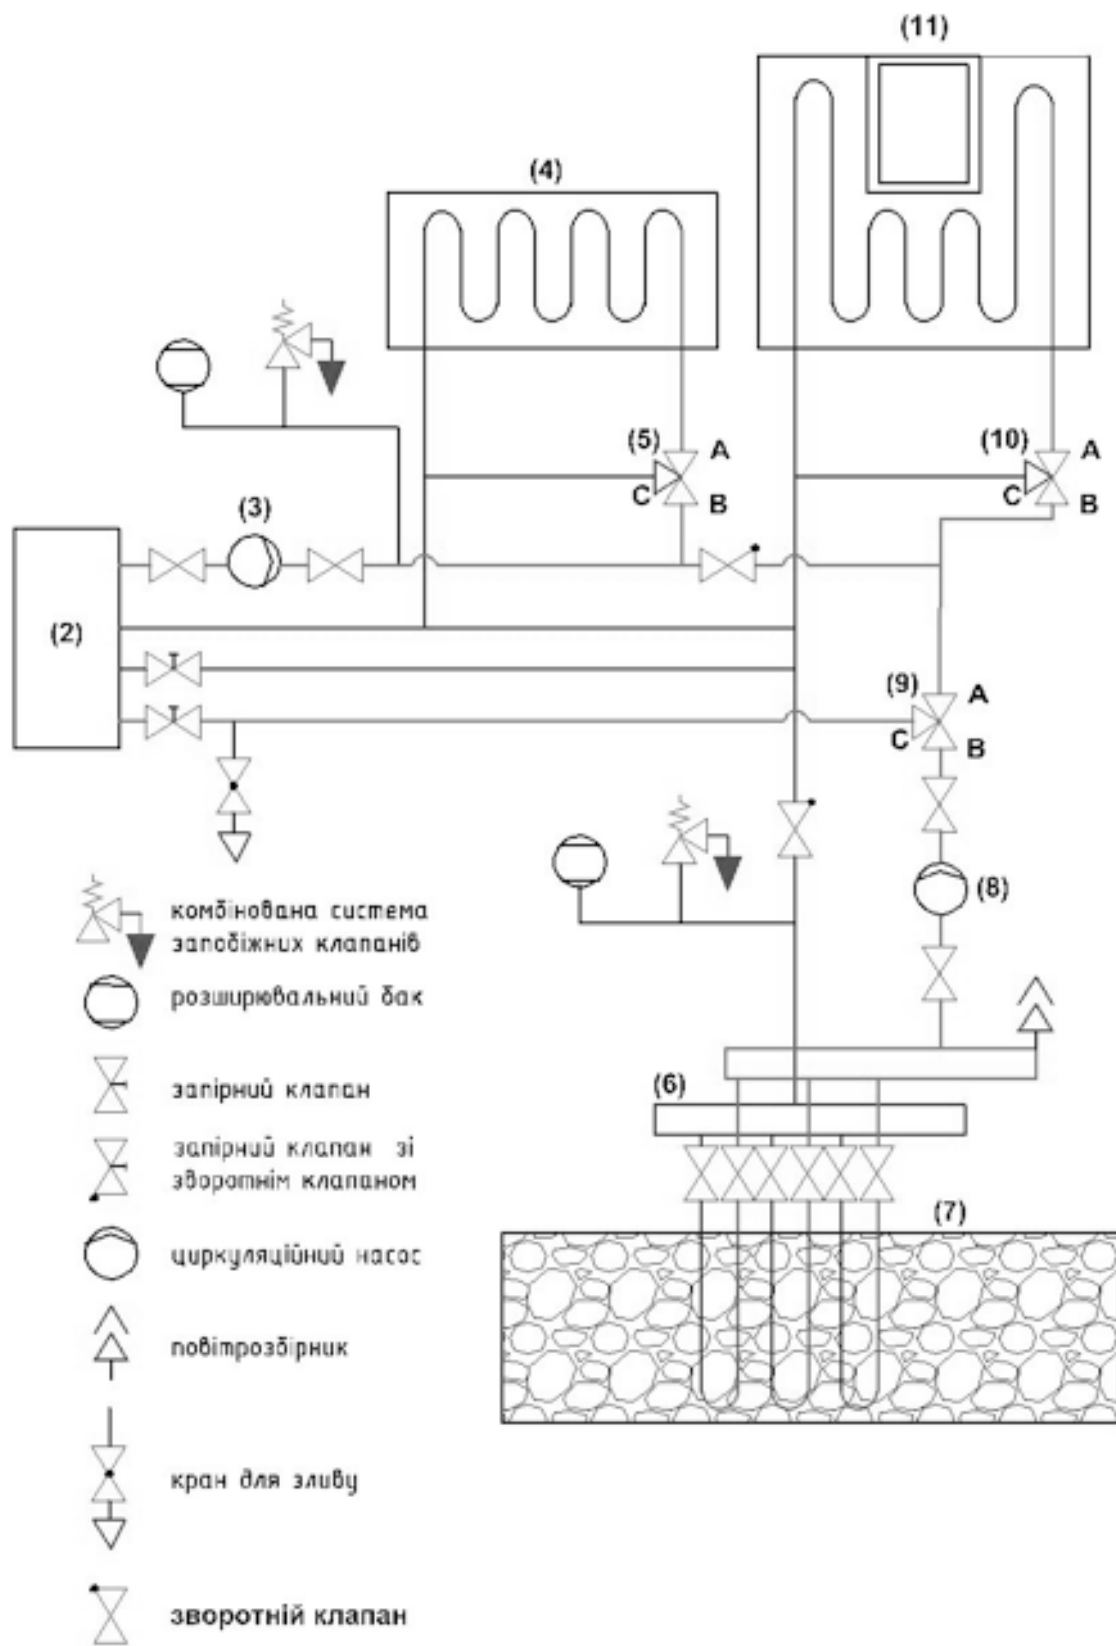 (11)
(4)
(5)
A
C
B
(10)
A
C
B
(3)
(2)
(9)
A
C
B
(8)
комбінована система
запобіжних клапанів
розширювальний бак
(6)
запірний клапан
запірний клапан зі
зворотнім клапаном
(7)
циркуляційний насос
повітрозбірник
кран для зливу
зворотній клапан